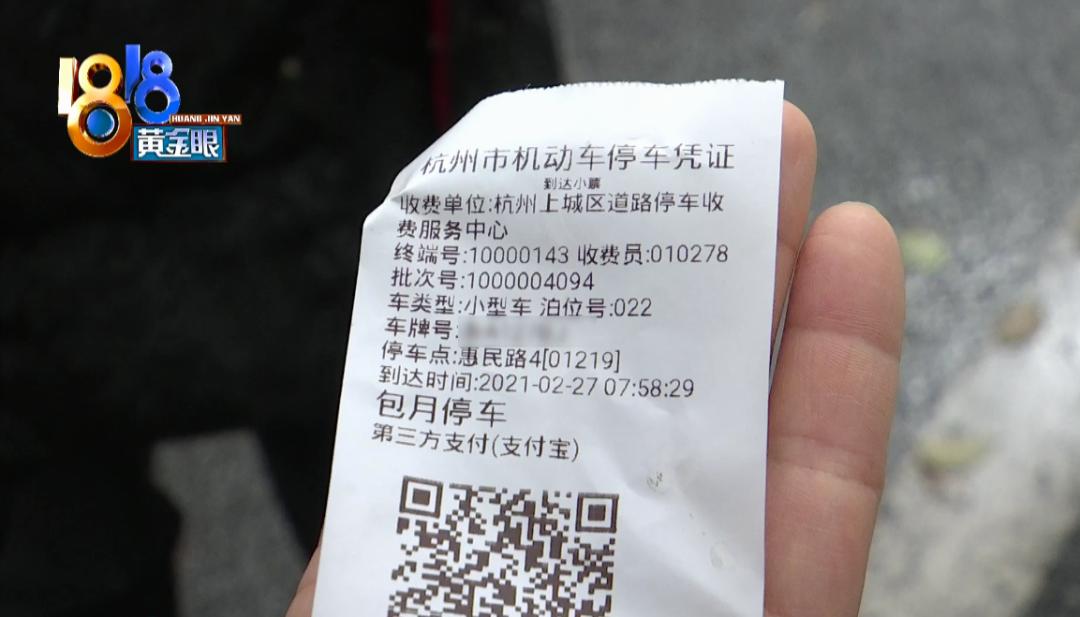 1818
HUANG JIN YAN
黄金眼
杭州市机动车停车凭证
到达小票
收费单位:杭州上城区道路停车收
费服务中心
终端号:10000143 收费员:010278
批次号:1000004094
车类型:小型车 泊位号:022
车牌号:
停车点:惠民路4[01219]
到达时间:2021-02-27 07:58:29
包月停车
第三方支付(支付宝)